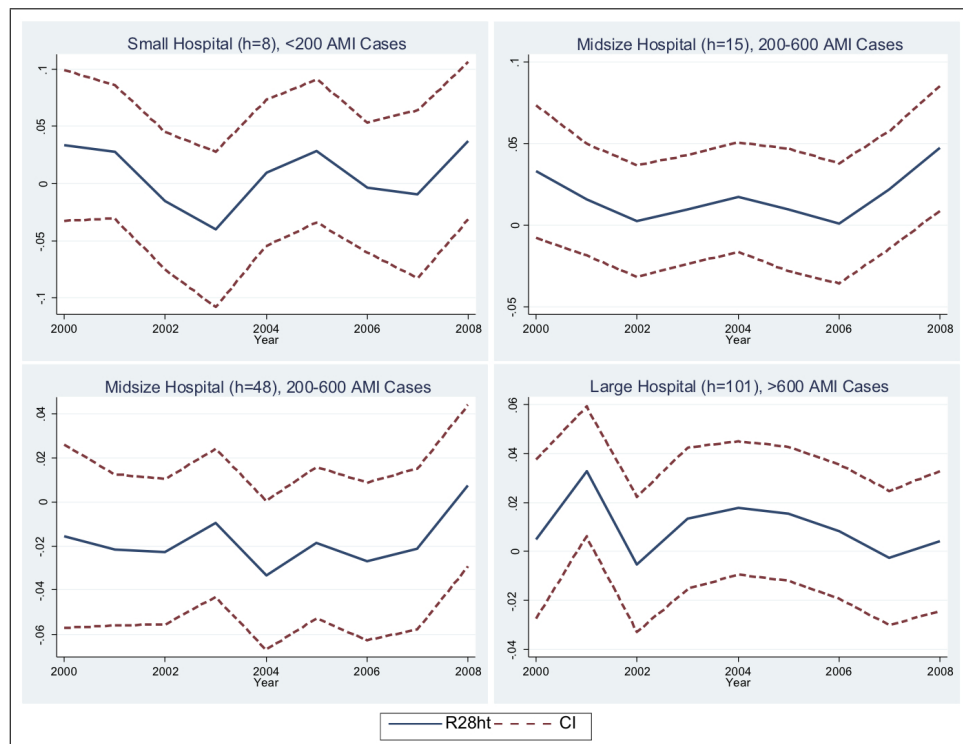 Small Hospital (h=8), <200 AMI Cases
.1
.05
0
-.05
-.1
2000 2002 2004 2006 2008
Year
Midsize Hospital (h=15), 200-600 AMI Cases
.1
.05
0
-.05
2000 2002 2004 2006 2008
Year
Midsize Hospital (h=48), 200-600 AMI Cases
.04
.02
0
-.02
-.04
-.06
2000 2002 2004 2006 2008
Year
Large Hospital (h=101), >600 AMI Cases
.06
.04
.02
0
-.02
-.04
2000 2002 2004 2006 2008
Year
R28ht CI